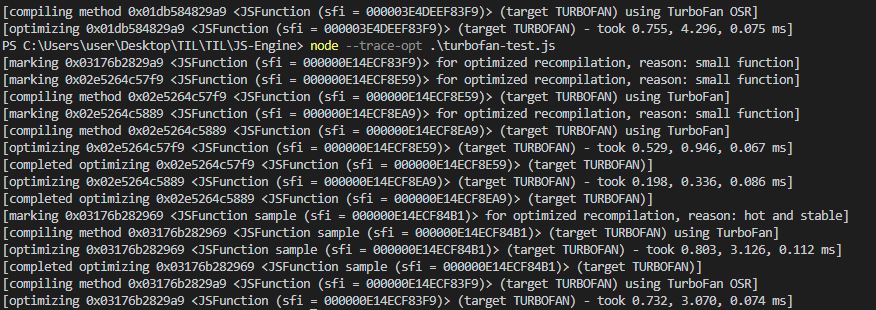 [compiling method 0x01db584829a9 <JSFunction (sfi = 000003E4DEEF83F9)> (target TURBOFAN) using TurboFan OSR]
[optimizing 0x01db584829a9 <JSFunction (sfi = 000003E4DEEF83F9)> (target TURBOFAN) - took 0.755, 4.296, 0.075 ms]
PS C:\Users\user\Desktop\TIL\TIL\JS-Engine> node --trace-opt .\turbofan-test.js
[marking 0x03176b2829a9 <JSFunction (sfi = 000000E14ECF83F9)> for optimized recompilation, reason: small function]
[marking 0x02e5264c57f9 <JSFunction (sfi = 000000E14ECF8E59)> for optimized recompilation, reason: small function]
[compiling method 0x02e5264c57f9 <JSFunction (sfi = 000000E14ECF8E59)> (target TURBOFAN) using TurboFan]
[marking 0x02e5264c5889 <JSFunction (sfi = 000000E14ECF8EA9)> for optimized recompilation, reason: small function]
[compiling method 0x02e5264c5889 <JSFunction (sfi = 000000E14ECF8EA9)> (target TURBOFAN) using TurboFan]
[optimizing 0x02e5264c57f9 <JSFunction (sfi = 000000E14ECF8E59)> (target TURBOFAN) - took 0.529, 0.946, 0.067 ms]
[completed optimizing 0x02e5264c57f9 <JSFunction (sfi = 000000E14ECF8E59)> (target TURBOFAN)]
[optimizing 0x02e5264c5889 <JSFunction (sfi = 000000E14ECF8EA9)> (target TURBOFAN) - took 0.198, 0.336, 0.086 ms]
[completed optimizing 0x02e5264c5889 <JSFunction (sfi = 000000E14ECF8EA9)> (target TURBOFAN)]
[marking 0x03176b282969 <JSFunction sample (sfi = 000000E14ECF84B1)> for optimized recompilation, reason: hot and stable]
[compiling method 0x03176b282969 <JSFunction sample (sfi = 000000E14ECF84B1)> (target TURBOFAN) using TurboFan]
[optimizing 0x03176b282969 <JSFunction sample (sfi = 000000E14ECF84B1)> (target TURBOFAN) - took 0.803, 3.126, 0.112 ms]
[completed optimizing 0x03176b282969 <JSFunction sample (sfi = 000000E14ECF84B1)> (target TURBOFAN)]
[compiling method 0x03176b2829a9 <JSFunction (sfi = 000000E14ECF83F9)> (target TURBOFAN) using TurboFan OSR]
[optimizing 0x03176b2829a9 <JSFunction (sfi = 000000E14ECF83F9)> (target TURBOFAN) - took 0.732, 3.070, 0.074 ms]